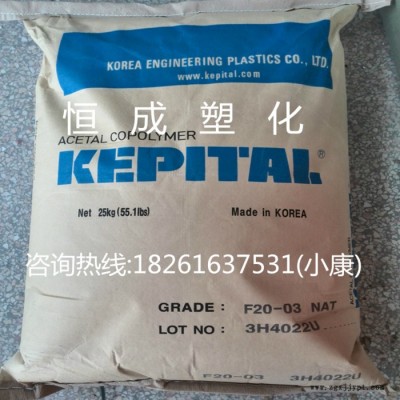 KOREA ENGINEERING PLASTICS CO., LTD.
www.kepital.com
恒成塑化
ACETAL COPOLYMER
KEPITAL®
Net 25kg(55.1lbs) Made in KOREA
咨询热线:18261637531(小康)
GRADE : F20-03 NAT
LOT NO : 3H4022U
F20-03 3H4022U